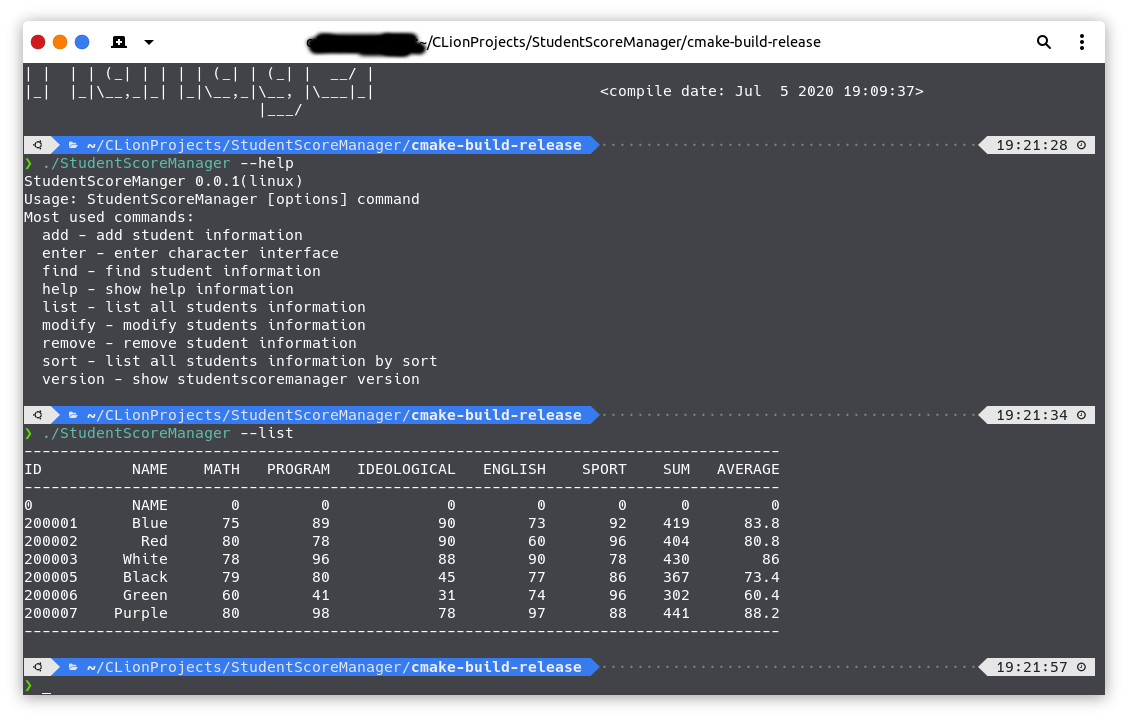 ~/CLionProjects/StudentScoreManager/cmake-build-release
| |  | | (_| | | | | (_| | (_| |  __/ |
|_|  |_|\__,_|_| |_|\__,_|\__, |\___|_|                         <compile date: Jul  5 2020 19:09:37>
                          |___/
~/CLionProjects/StudentScoreManager/cmake-build-release 19:21:28
❯ ./StudentScoreManager --help
StudentScoreManger 0.0.1(linux)
Usage: StudentScoreManager [options] command
Most used commands:
  add - add student information
  enter - enter character interface
  find - find student information
  help - show help information
  list - list all students information
  modify - modify students information
  remove - remove student information
  sort - list all students information by sort
  version - show studentscoremanager version
~/CLionProjects/StudentScoreManager/cmake-build-release 19:21:34
❯ ./StudentScoreManager --list
------------------------------------------------------------------------------------
ID          NAME    MATH   PROGRAM   IDEOLOGICAL   ENGLISH    SPORT    SUM   AVERAGE
------------------------------------------------------------------------------------
0           NAME       0         0             0         0        0      0         0
200001      Blue      75        89            90        73       92    419      83.8
200002       Red      80        78            90        60       96    404      80.8
200003     White      78        96            88        90       78    430        86
200005     Black      79        80            45        77       86    367      73.4
200006     Green      60        41            31        74       96    302      60.4
200007    Purple      80        98            78        97       88    441      88.2
------------------------------------------------------------------------------------
~/CLionProjects/StudentScoreManager/cmake-build-release 19:21:57
❯ _